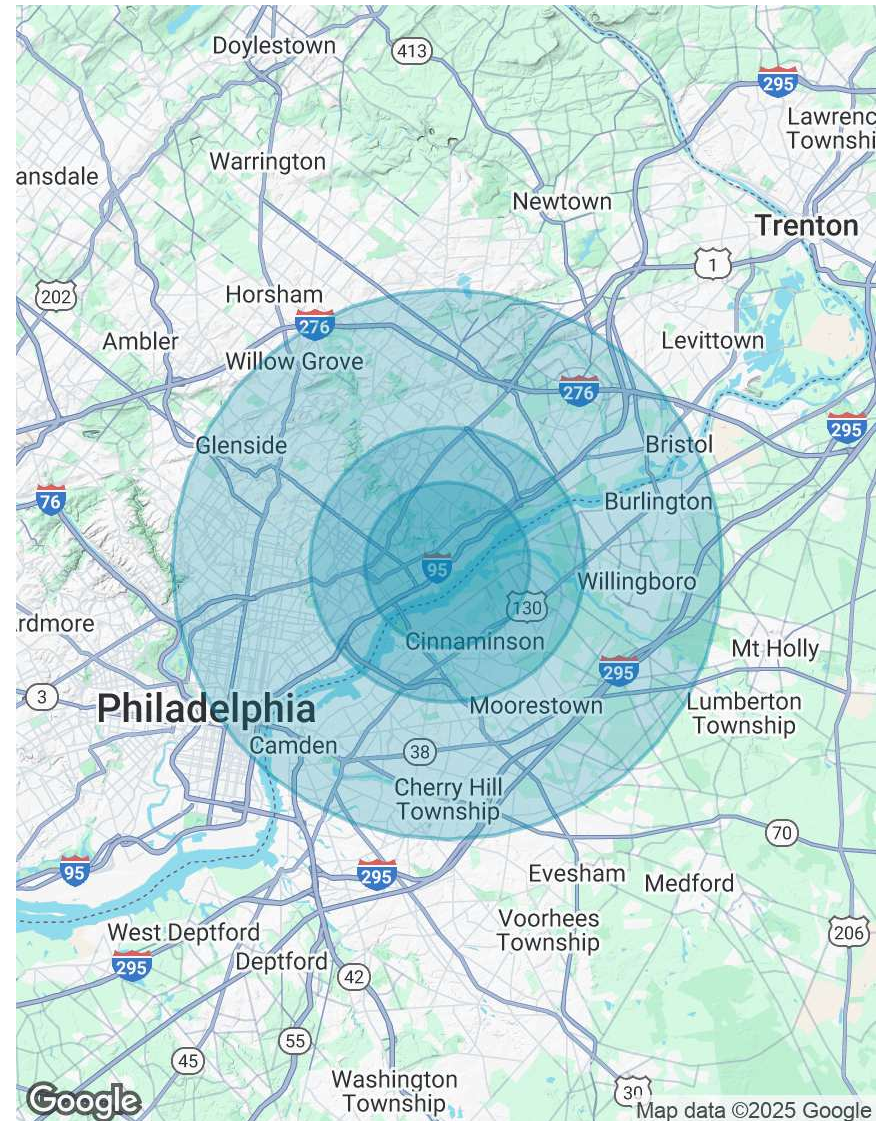 Doylestown
413
295
Lawrenc
Townshi
Warrington
ansdale
Newtown
Trenton
1
202
Horsham
276
Ambler
Levittown
Willow Grove
276
295
Glenside
Bristol
76
Burlington
95
Willingboro
130
rdmore
Cinnaminson
Mt Holly
295
3
Philadelphia
Moorestown
Lumberton
Township
Camden
38
Cherry Hill
Township
70
95
295
Evesham
Medford
Voorhees
Township
West Deptford
206
295
Deptford
42
55
45
Washington
Township
30
Google
Map data ©2025 Google